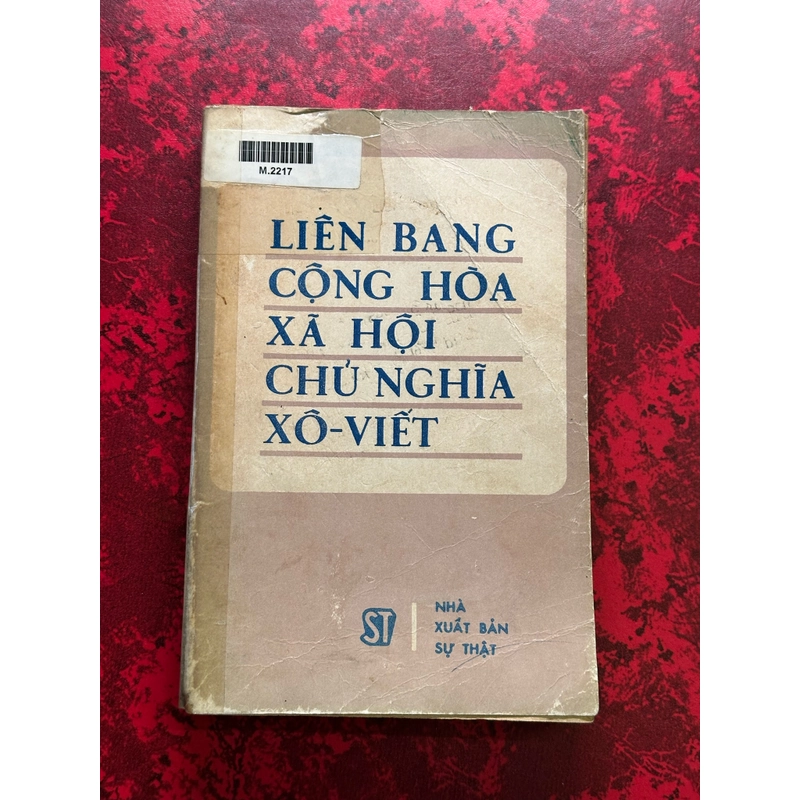 M.2217
LIÊN BANG
CỘNG HÒA
XÃ HỘI
CHỦ NGHĨA
XÔ-VIẾT
ST
NHÀ
XUẤT BẢN
SỰ THẬT